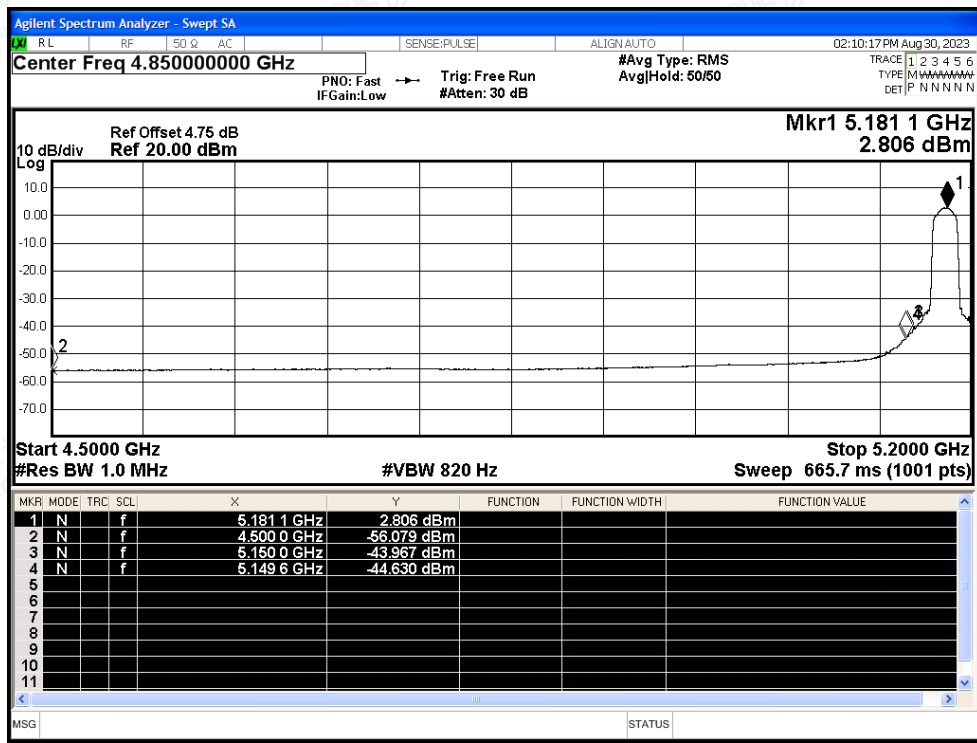 Agilent Spectrum Analyzer - Swept SA
LXI RL RF 50 Ω AC SENSE:PULSE ALIGN AUTO 02:10:17 PM Aug 30, 2023
Center Freq 4.850000000 GHz #Avg Type: RMS TRACE 1 2 3 4 5 6
PNO: Fast Trig: Free Run Avg|Hold: 50/50 TYPE M
IFGain:Low #Atten: 30 dB DET P N N N N N
Mkr1 5.181 1 GHz
Ref Offset 4.75 dB
10 dB/div Ref 20.00 dBm 2.806 dBm
Log
10.0 1
0.00
-10.0
-20.0
-30.0
-40.0
-50.0 2
-60.0
-70.0
Start 4.5000 GHz Stop 5.2000 GHz
#Res BW 1.0 MHz #VBW 820 Hz Sweep 665.7 ms (1001 pts)
MKR MODE TRC SCL X Y FUNCTION FUNCTION WIDTH FUNCTION VALUE
1 N f 5.181 1 GHz 2.806 dBm
2 N f 4.500 0 GHz -56.079 dBm
3 N f 5.150 0 GHz -43.967 dBm
4 N f 5.149 6 GHz -44.630 dBm
5
6
7
8
9
10
11
MSG STATUS